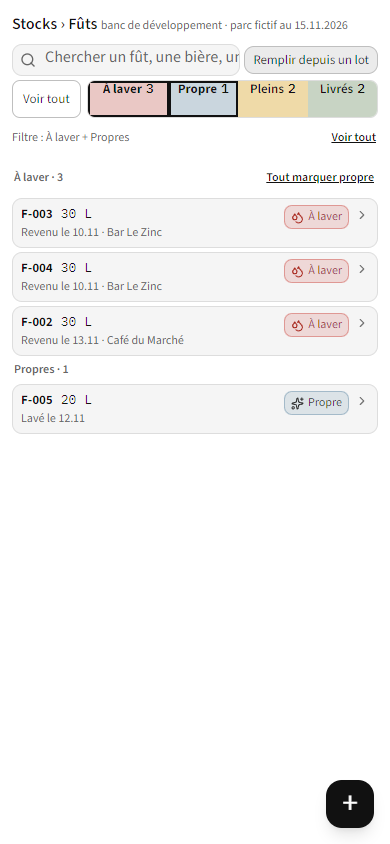 Stocks › Fûts banc de développement · parc fictif au 15.11.2026
Chercher un fût, une bière, un
Remplir depuis un lot
Voir tout
À laver 3
Propre 1
Pleins 2
Livrés 2
Filtre : À laver + Propres
Voir tout
À laver · 3
Tout marquer propre
F-003 30 L
À laver
Revenu le 10.11 · Bar Le Zinc
F-004 30 L
À laver
Revenu le 10.11 · Bar Le Zinc
F-002 30 L
À laver
Revenu le 13.11 · Café du Marché
Propres · 1
F-005 20 L
Propre
Lavé le 12.11
+